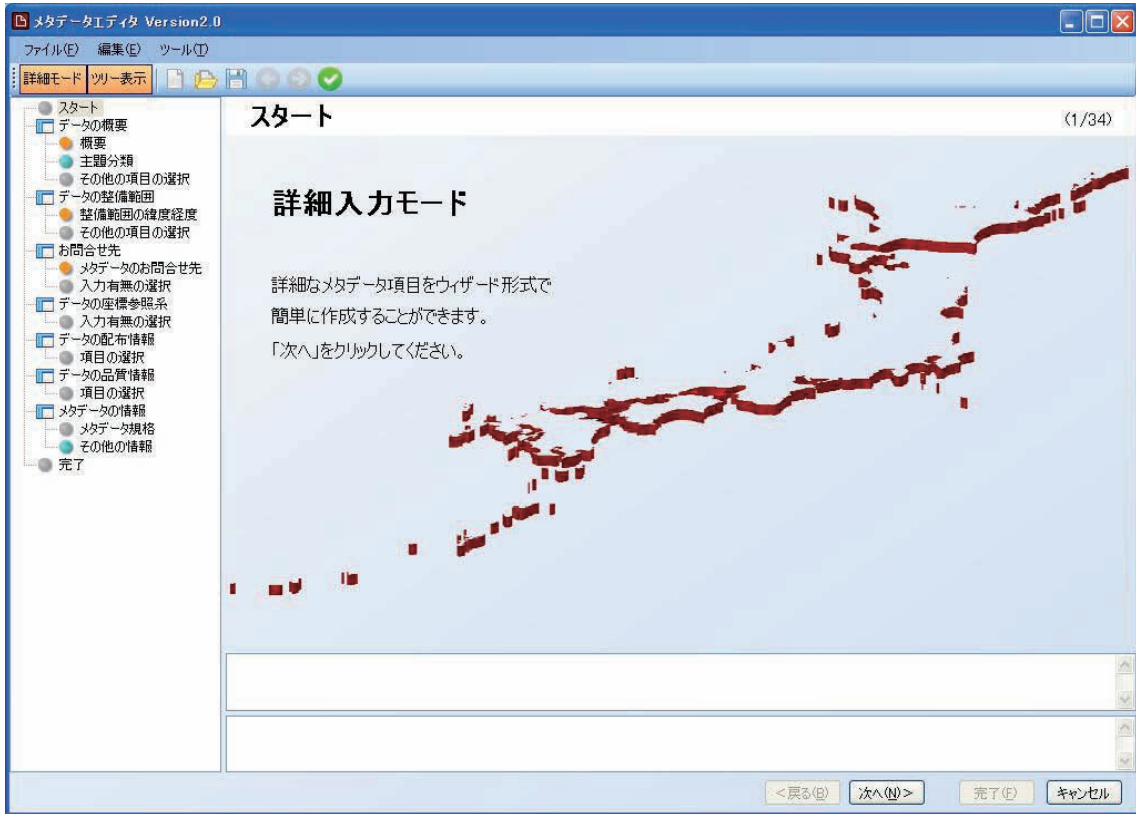 メタデータエディタ Version2.0
ファイル(F) 編集(E) ツール(T)
詳細モード ツリー表示
スタート
データの概要
概要
主題分類
その他の項目の選択
データの整備範囲
整備範囲の緯度経度
その他の項目の選択
お問合せ先
メタデータのお問合せ先
入力有無の選択
データの座標参照系
入力有無の選択
データの配布情報
項目の選択
データの品質情報
項目の選択
メタデータの情報
メタデータ規格
その他の情報
完了
スタート (1/34)
詳細入力モード
詳細なメタデータ項目をウィザード形式で
簡単に作成することができます。
「次へ」をクリックしてください。
<戻る(B) 次へ(N)> 完了(F) キャンセル